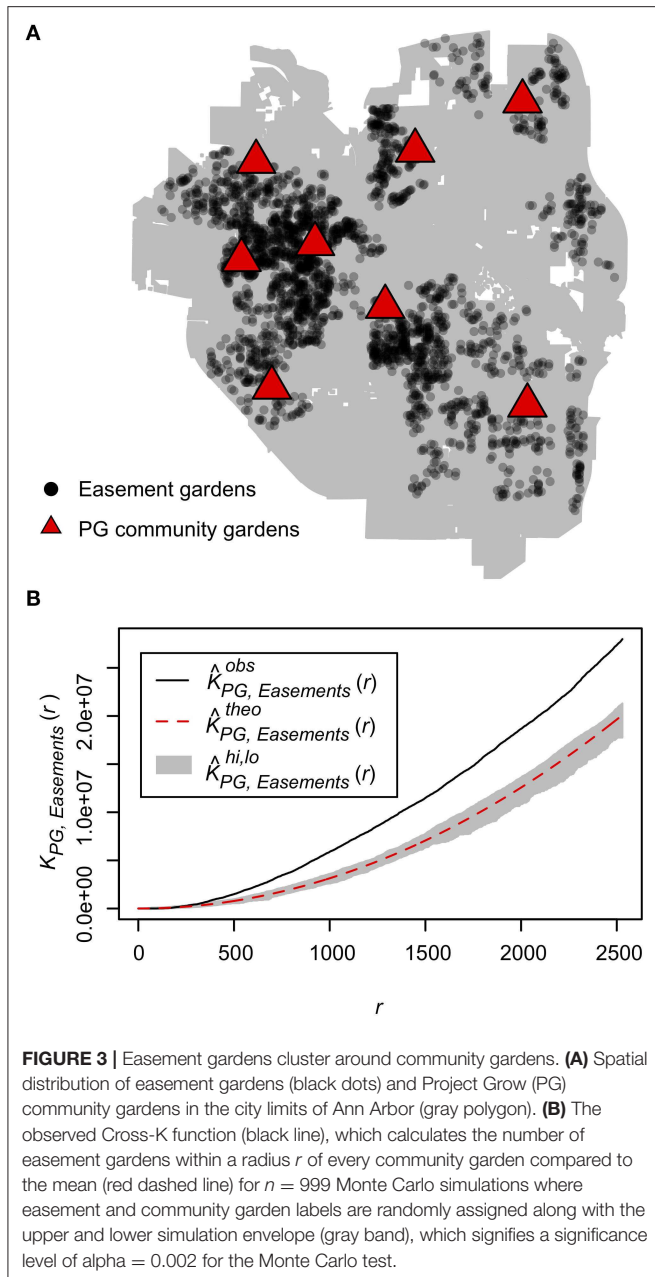 A
Easement gardens
PG community gardens
B
K̂ obs PG, Easements (r)
K̂ theo PG, Easements (r)
K̂ hi,lo PG, Easements (r)
K PG, Easements (r)
0.0e+00 1.0e+07 2.0e+07
0 500 1000 1500 2000 2500
r
FIGURE 3 | Easement gardens cluster around community gardens. (A) Spatial
distribution of easement gardens (black dots) and Project Grow (PG)
community gardens in the city limits of Ann Arbor (gray polygon). (B) The
observed Cross-K function (black line), which calculates the number of
easement gardens within a radius r of every community garden compared to
the mean (red dashed line) for n = 999 Monte Carlo simulations where
easement and community garden labels are randomly assigned along with the
upper and lower simulation envelope (gray band), which signifies a significance
level of alpha = 0.002 for the Monte Carlo test.